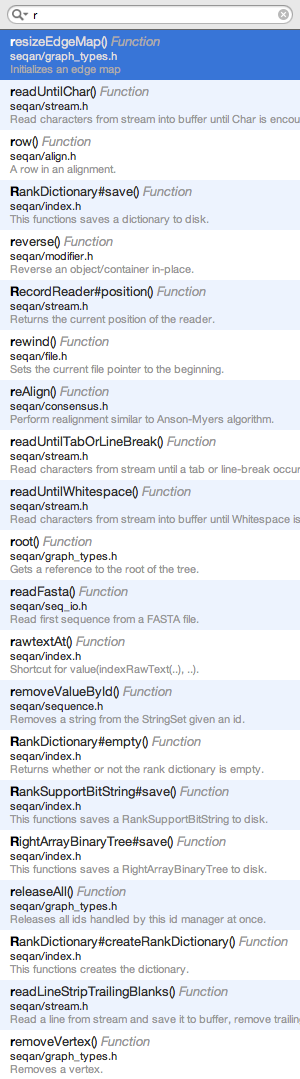 r
resizeEdgeMap() Function
seqan/graph_types.h
Initializes an edge map
readUntilChar() Function
seqan/stream.h
Read characters from stream into buffer until Char is encou
row() Function
seqan/align.h
A row in an alignment.
RankDictionary#save() Function
seqan/index.h
This functions saves a dictionary to disk.
reverse() Function
seqan/modifier.h
Reverse an object/container in-place.
RecordReader#position() Function
seqan/stream.h
Returns the current position of the reader.
rewind() Function
seqan/file.h
Sets the current file pointer to the beginning.
reAlign() Function
seqan/consensus.h
Perform realignment similar to Anson-Myers algorithm.
readUntilTabOrLineBreak() Function
seqan/stream.h
Read characters from stream until a tab or line-break occur
readUntilWhitespace() Function
seqan/stream.h
Read characters from stream into buffer until Whitespace is
root() Function
seqan/graph_types.h
Gets a reference to the root of the tree.
readFasta() Function
seqan/seq_io.h
Read first sequence from a FASTA file.
rawtextAt() Function
seqan/index.h
Shortcut for value(indexRawText(..), ..).
removeValueById() Function
seqan/sequence.h
Removes a string from the StringSet given an id.
RankDictionary#empty() Function
seqan/index.h
Returns whether or not the rank dictionary is empty.
RankSupportBitString#save() Function
seqan/index.h
This functions saves a RankSupportBitString to disk.
RightArrayBinaryTree#save() Function
seqan/index.h
This functions saves a RightArrayBinaryTree to disk.
releaseAll() Function
seqan/graph_types.h
Releases all ids handled by this id manager at once.
RankDictionary#createRankDictionary() Function
seqan/index.h
This functions creates the dictionary.
readLineStripTrailingBlanks() Function
seqan/stream.h
Read a line from stream and save it to buffer, remove trailin
removeVertex() Function
seqan/graph_types.h
Removes a vertex.